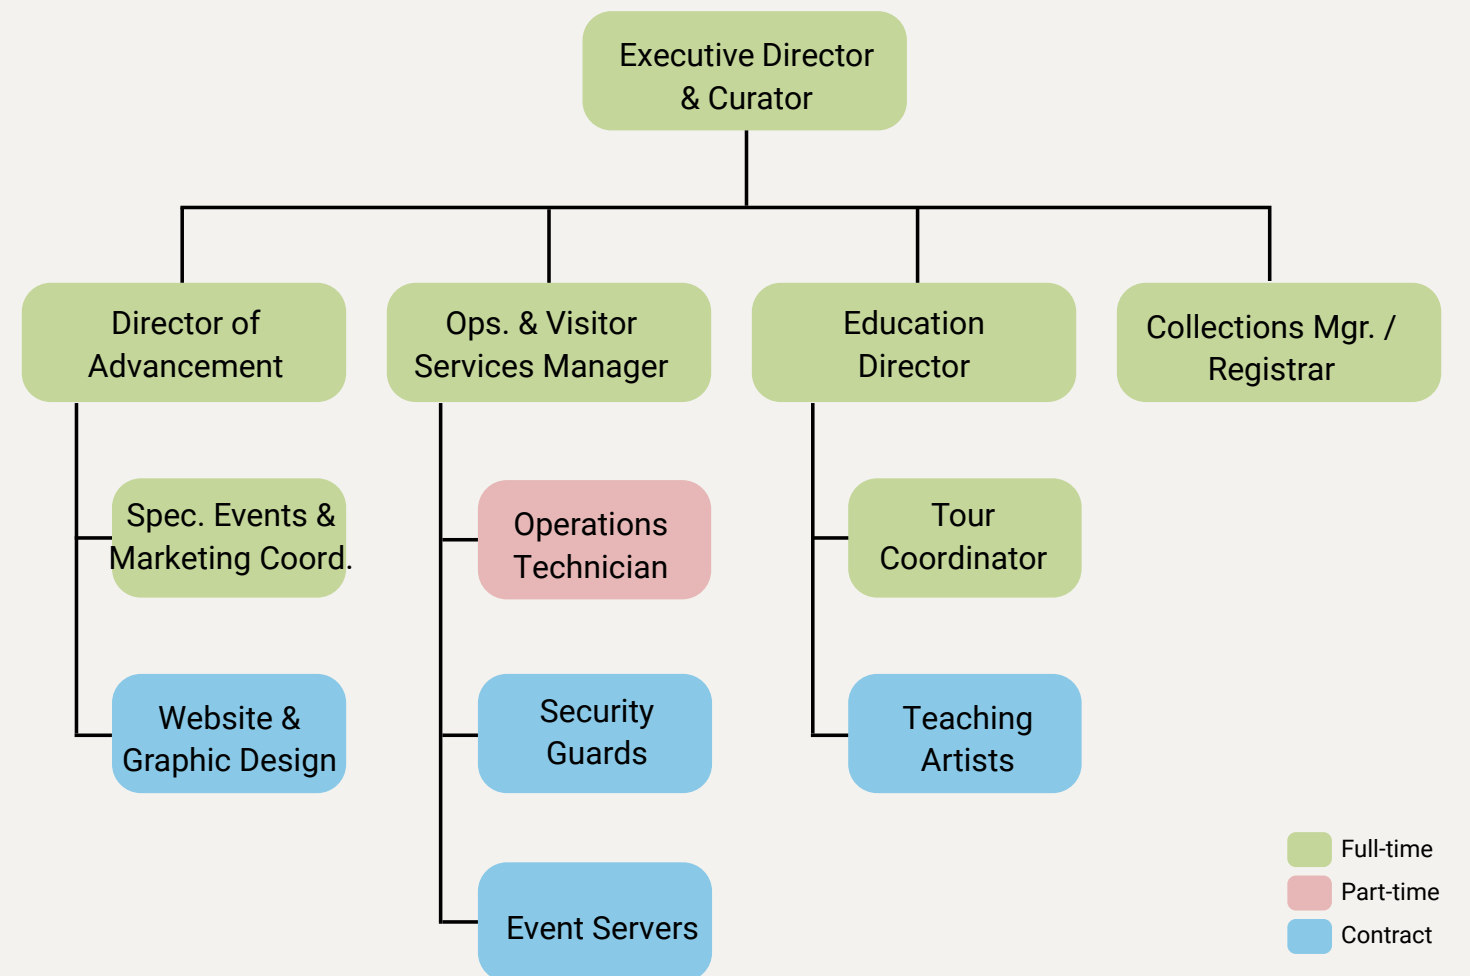 Executive Director
& Curator
Director of
Advancement
Ops. & Visitor
Services Manager
Education
Director
Collections Mgr. /
Registrar
Spec. Events &
Marketing Coord.
Operations
Technician
Tour
Coordinator
Website &
Graphic Design
Security
Guards
Teaching
Artists
Event Servers
Full-time
Part-time
Contract